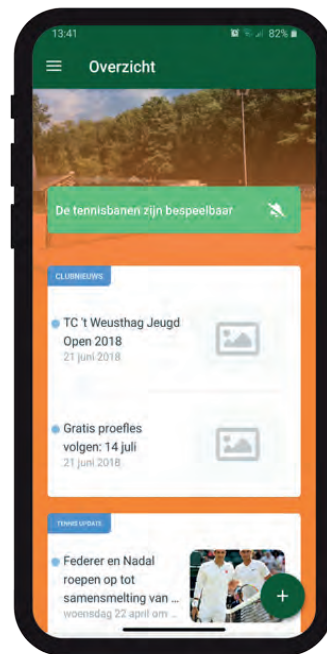 13:41
82%
Overzicht
De tennisbanen zijn bespeelbaar
CLUBNIEUWS
TC 't Weusthag Jeugd
Open 2018
21 juni 2018
Gratis proefles
volgen: 14 juli
21 juni 2018
TENNIS UPDATE
Federer en Nadal
roepen op tot
samensmelting van ...
woensdag 22 april om ...
+